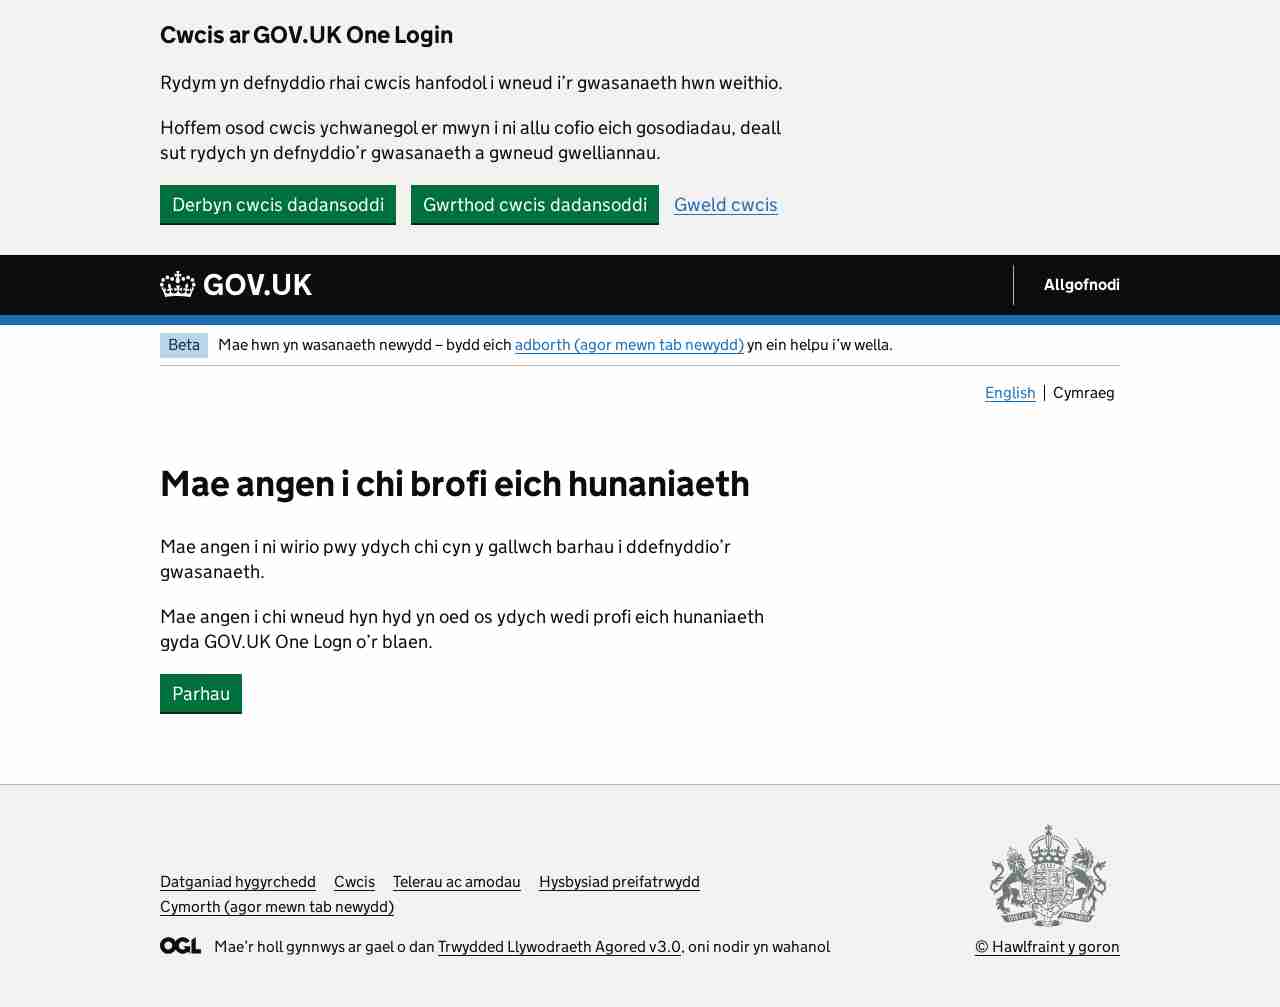 Cwcis ar GOV.UK One Login
Rydym yn defnyddio rhai cwcis hanfodol i wneud i’r gwasanaeth hwn weithio.
Hoffem osod cwcis ychwanegol er mwyn i ni allu cofio eich gosodiadau, deall
sut rydych yn defnyddio’r gwasanaeth a gwneud gwelliannau.
Derbyn cwcis dadansoddi Gwrthod cwcis dadansoddi Gweld cwcis
GOV.UK Allgofnodi
Beta Mae hwn yn wasanaeth newydd – bydd eich adborth (agor mewn tab newydd) yn ein helpu i’w wella.
English Cymraeg
Mae angen i chi brofi eich hunaniaeth
Mae angen i ni wirio pwy ydych chi cyn y gallwch barhau i ddefnyddio’r
gwasanaeth.
Mae angen i chi wneud hyn hyd yn oed os ydych wedi profi eich hunaniaeth
gyda GOV.UK One Logn o’r blaen.
Parhau
Datganiad hygyrchedd Cwcis Telerau ac amodau Hysbysiad preifatrwydd
Cymorth (agor mewn tab newydd)
OGL Mae’r holl gynnwys ar gael o dan Trwydded Llywodraeth Agored v3.0, oni nodir yn wahanol
© Hawlfraint y goron